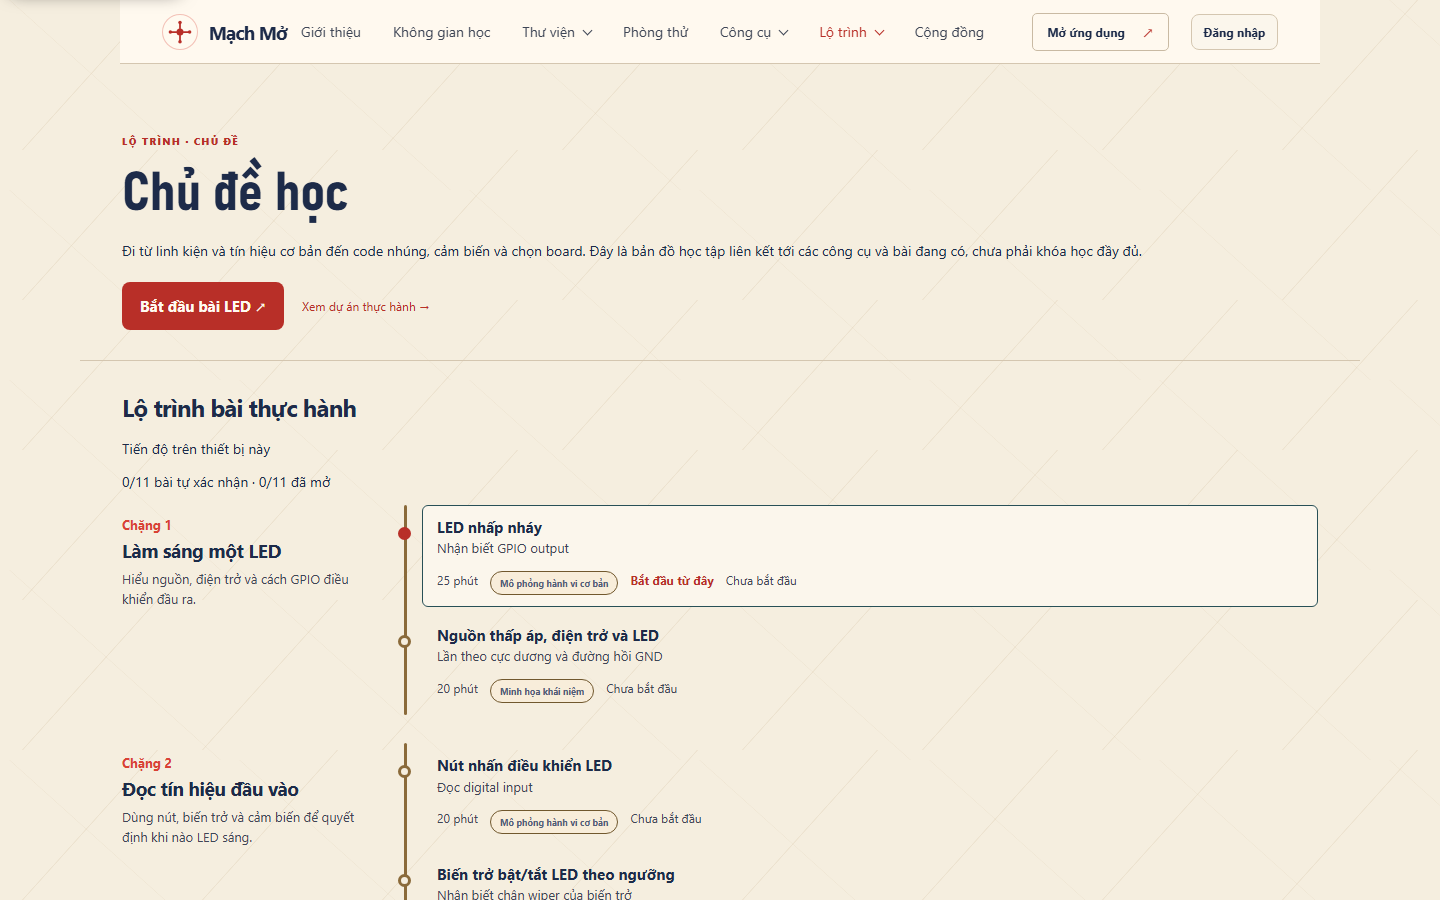 Mạch Mở
Giới thiệu
Không gian học
Thư viện
Phòng thử
Công cụ
Lộ trình
Cộng đồng
Mở ứng dụng ↗
Đăng nhập
LỘ TRÌNH · CHỦ ĐỀ
Chủ đề học
Đi từ linh kiện và tín hiệu cơ bản đến code nhúng, cảm biến và chọn board. Đây là bản đồ học tập liên kết tới các công cụ và bài đang có, chưa phải khóa học đầy đủ.
Bắt đầu bài LED ↗
Xem dự án thực hành →
Lộ trình bài thực hành
Tiến độ trên thiết bị này
0/11 bài tự xác nhận · 0/11 đã mở
Chặng 1
Làm sáng một LED
Hiểu nguồn, điện trở và cách GPIO điều
khiển đầu ra.
LED nhấp nháy
Nhận biết GPIO output
25 phút Mô phỏng hành vi cơ bản Bắt đầu từ đây Chưa bắt đầu
Nguồn thấp áp, điện trở và LED
Lần theo cực dương và đường hồi GND
20 phút Minh họa khái niệm Chưa bắt đầu
Chặng 2
Đọc tín hiệu đầu vào
Dùng nút, biến trở và cảm biến để quyết
định khi nào LED sáng.
Nút nhấn điều khiển LED
Đọc digital input
20 phút Mô phỏng hành vi cơ bản Chưa bắt đầu
Biến trở bật/tắt LED theo ngưỡng
Nhận biết chân wiper của biến trở